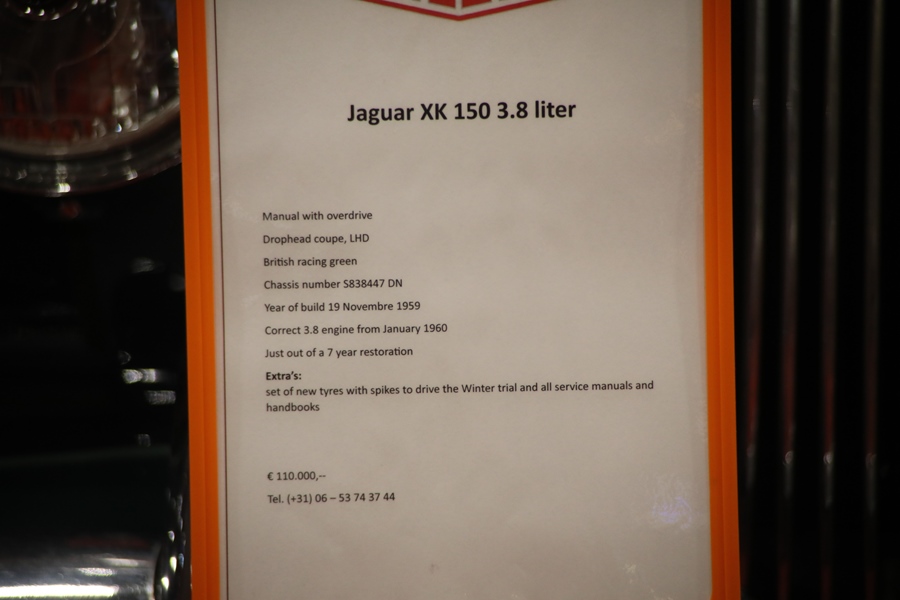 Jaguar XK 150 3.8 liter
Manual with overdrive
Drophead coupe, LHD
British racing green
Chassis number S838447 DN
Year of build 19 Novembre 1959
Correct 3.8 engine from January 1960
Just out of a 7 year restoration
Extra's:
set of new tyres with spikes to drive the Winter trial and all service manuals and
handbooks
€ 110.000,--
Tel. (+31) 06 – 53 74 37 44